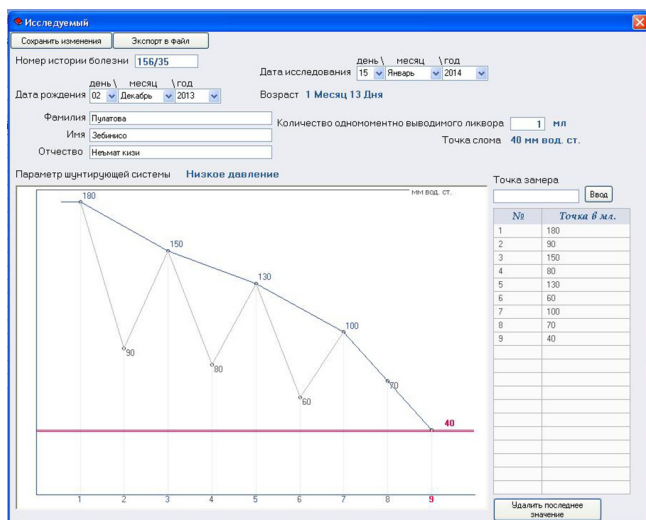 Исследуемый
Сохранить изменения Экспорт в файл
Номер истории болезни 156/35
день \ месяц \ год
Дата исследования 15 Январь 2014
день \ месяц \ год
Дата рождения 02 Декабрь 2013
Возраст 1 Месяц 13 Дня
Фамилия Пулатова
Имя Зебинисо
Отчество Неъмат кизи
Количество одномоментно выводимого ликвора 1 мл
Точка слома 40 мм вод. ст.
Параметр шунтирующей системы Низкое давление
мм вод. ст.
180
150
130
100
90
80
60
70
40
1 2 3 4 5 6 7 8 9
Точка замера
Ввод
№ Точка в мл.
1 180
2 90
3 150
4 80
5 130
6 60
7 100
8 70
9 40
Удалить последнее
значение